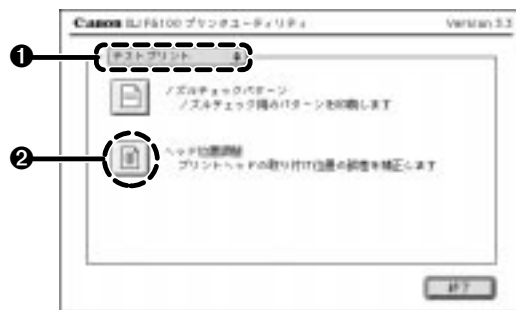 Canon BJ F6100 プリンタユーティリティ Version 3.3
❶ テストプリント
ノズルチェックパターン
ノズルチェック用のパターンを印刷します
❷ ヘッド位置調整
プリントヘッドの取り付け位置の誤差を補正します
終了